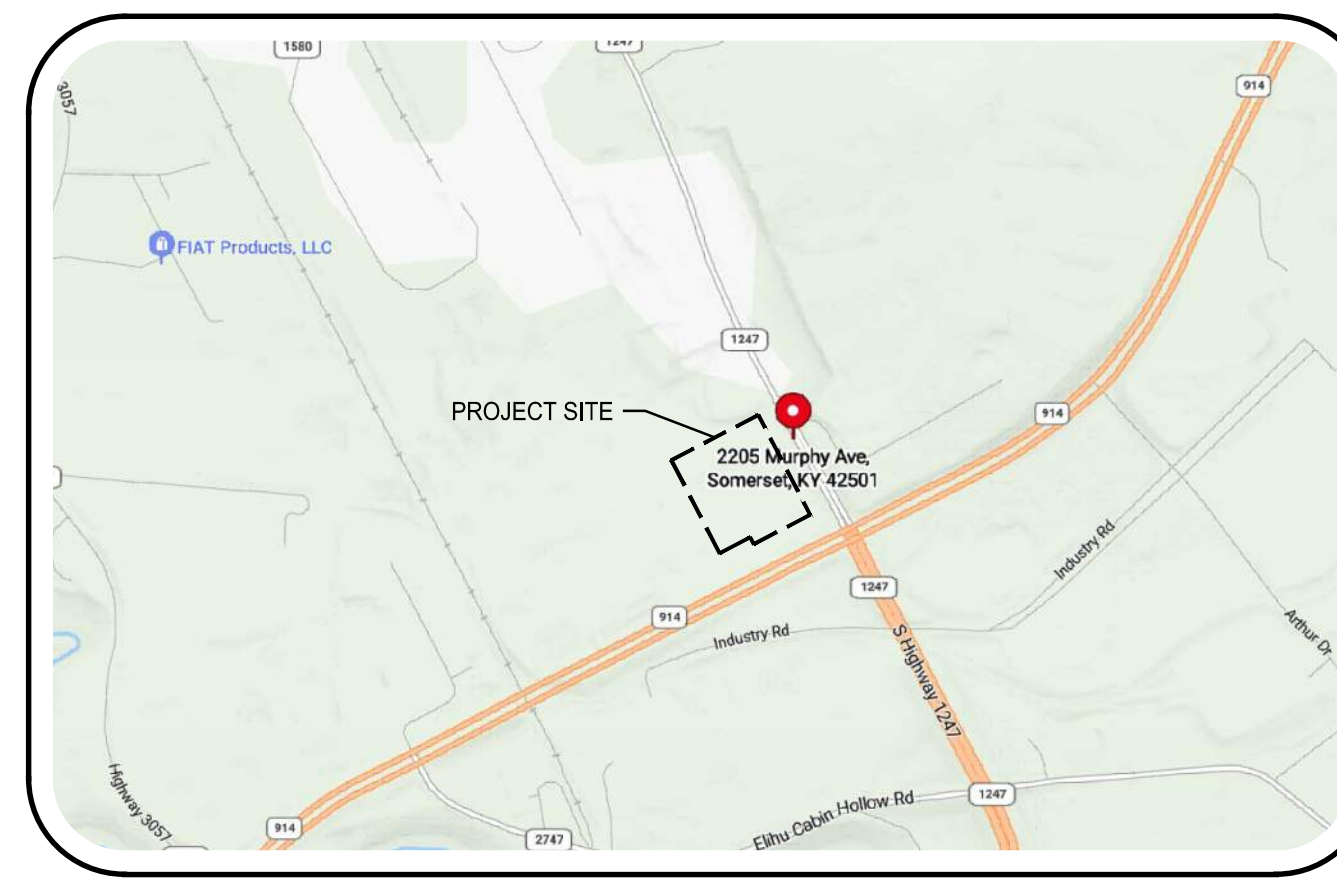 1580
1247
3057
914
FIAT Products, LLC
1247
PROJECT SITE
914
2205 Murphy Ave,
Somerset, KY 42501
Industry Rd
1247
914
Industry Rd
Arthur Dr
S Highway 1247
Highway 3057
1247
Elihu Cabin Hollow Rd
914
2747